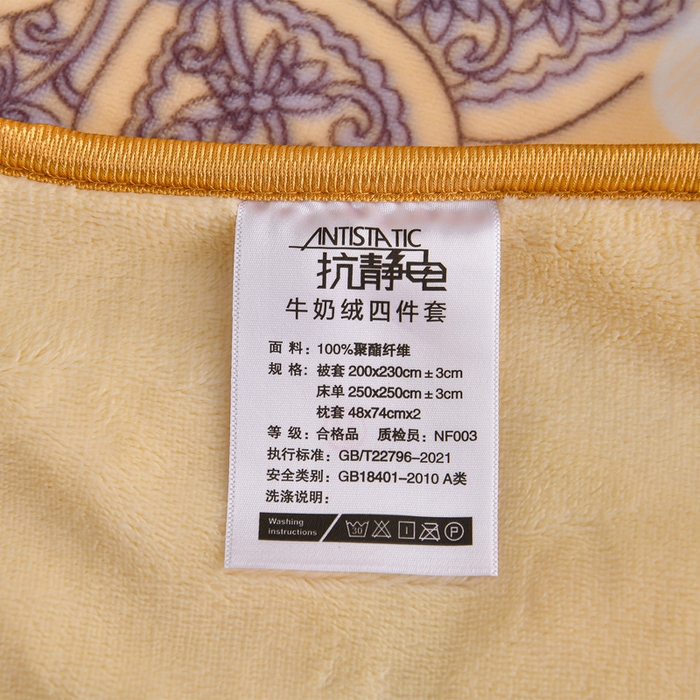 ANTISTATIC
抗静电
牛奶绒四件套
面 料：100%聚酯纤维
规 格：被套 200x230cm±3cm
床单 250x250cm±3cm
枕套 48x74cmx2
等 级：合格品 质检员：NF003
执行标准：GB/T22796-2021
安全类别：GB18401-2010 A类
洗涤说明：
Washing
instructions
30
P